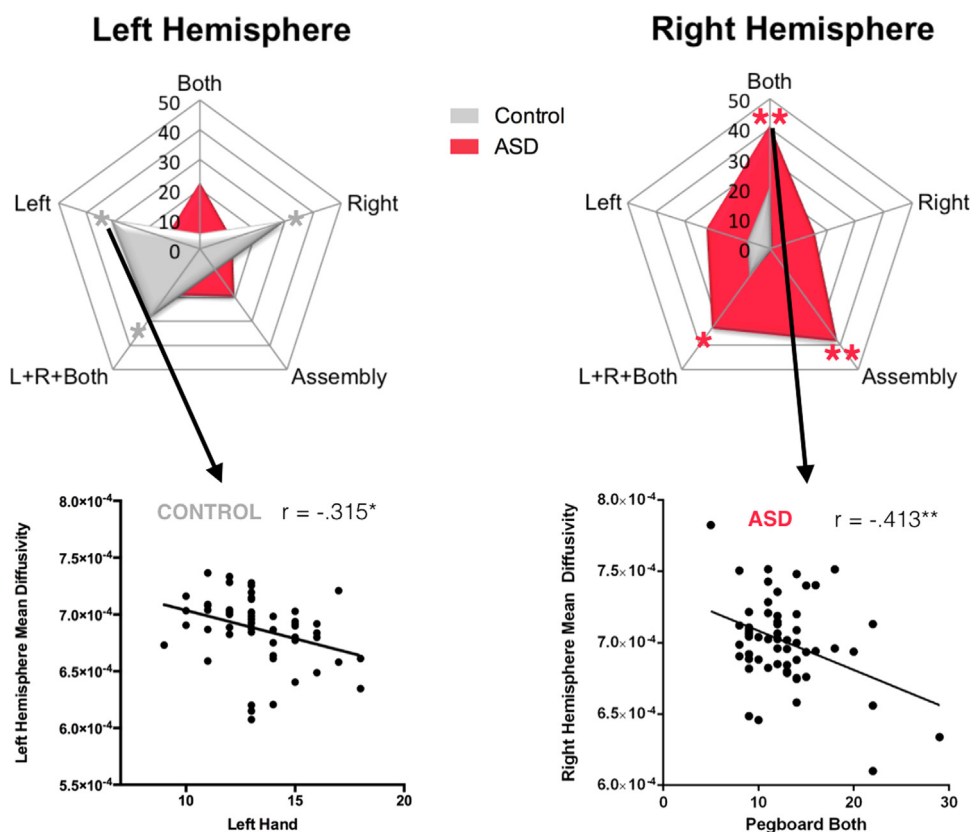 Left Hemisphere
Both
50
40
30
20
10
0
Left
Right
L+R+Both
Assembly
*
*
*
Control
ASD
Right Hemisphere
Both
50
40
30
20
10
0
**
Left
Right
L+R+Both
Assembly
*
**
CONTROL r = -.315*
Left Hemisphere Mean Diffusivity
8.0×10⁻⁴
7.5×10⁻⁴
7.0×10⁻⁴
6.5×10⁻⁴
6.0×10⁻⁴
5.5×10⁻⁴
10 15 20
Left Hand
ASD r = -.413**
Right Hemisphere Mean Diffusivity
8.0×10⁻⁴
7.5×10⁻⁴
7.0×10⁻⁴
6.5×10⁻⁴
6.0×10⁻⁴
0 10 20 30
Pegboard Both